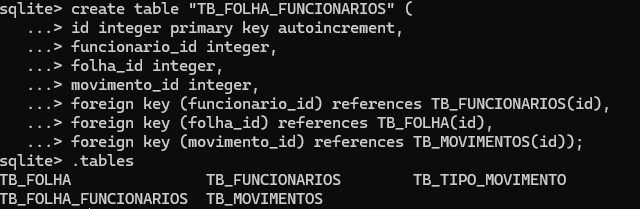 sqlite> create table "TB_FOLHA_FUNCIONARIOS" (
   ...> id integer primary key autoincrement,
   ...> funcionario_id integer,
   ...> folha_id integer,
   ...> movimento_id integer,
   ...> foreign key (funcionario_id) references TB_FUNCIONARIOS(id),
   ...> foreign key (folha_id) references TB_FOLHA(id),
   ...> foreign key (movimento_id) references TB_MOVIMENTOS(id));
sqlite> .tables
TB_FOLHA               TB_FUNCIONARIOS        TB_TIPO_MOVIMENTO
TB_FOLHA_FUNCIONARIOS  TB_MOVIMENTOS